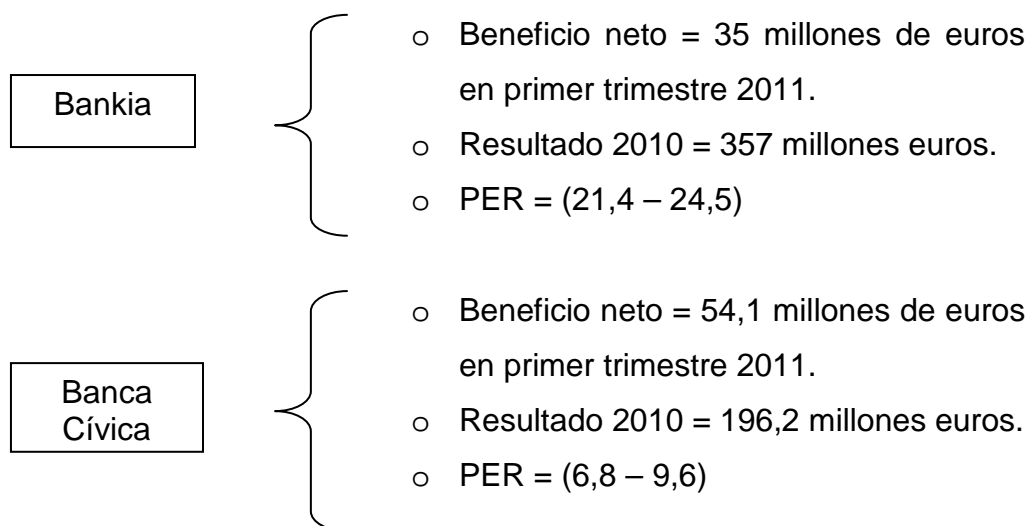 Bankia
o Beneficio neto = 35 millones de euros
en primer trimestre 2011.
o Resultado 2010 = 357 millones euros.
o PER = (21,4 – 24,5)
Banca
Cívica
o Beneficio neto = 54,1 millones de euros
en primer trimestre 2011.
o Resultado 2010 = 196,2 millones euros.
o PER = (6,8 – 9,6)